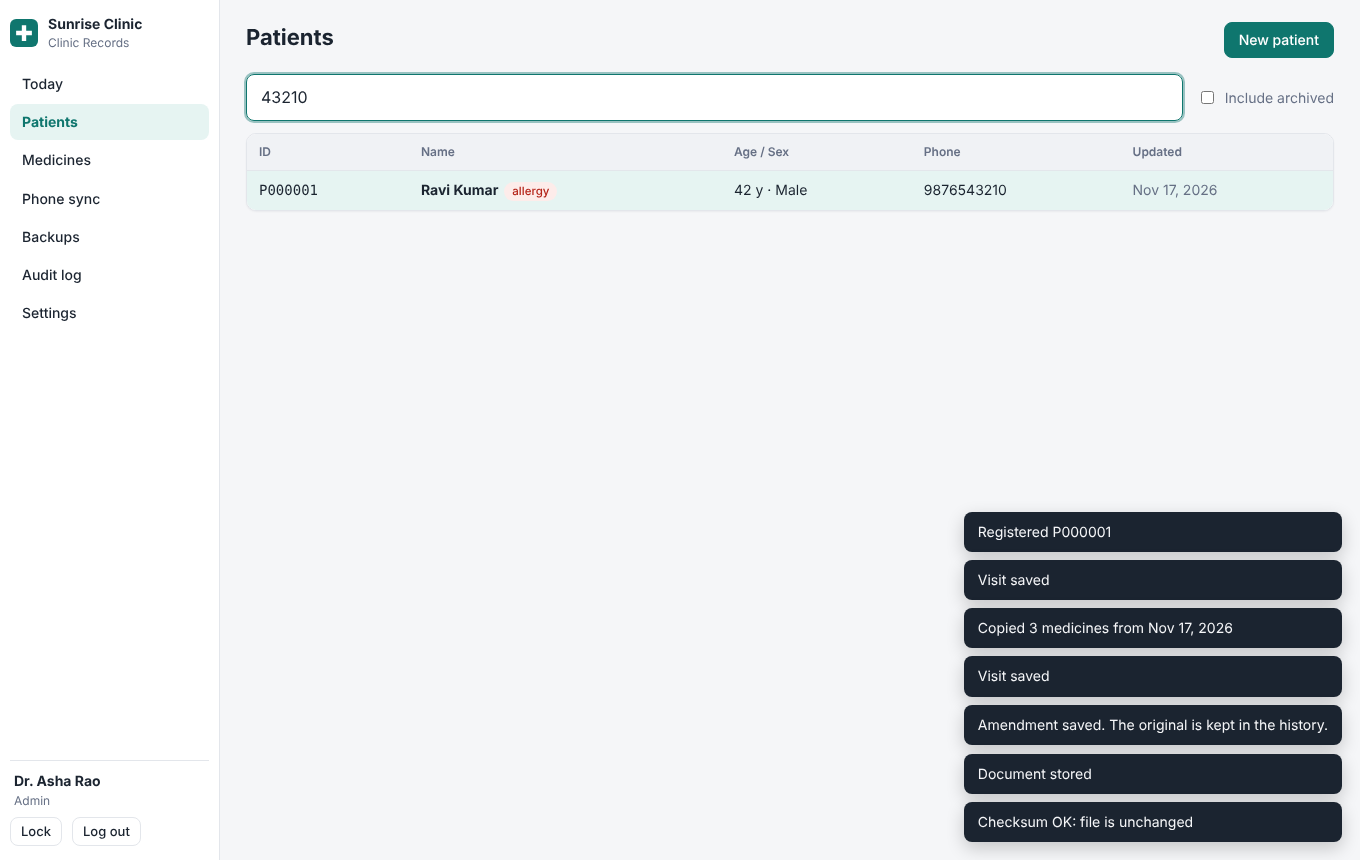 Sunrise Clinic
Clinic Records
Today
Patients
Medicines
Phone sync
Backups
Audit log
Settings
Dr. Asha Rao
Admin
Lock Log out
Patients
New patient
43210
Include archived
ID Name Age / Sex Phone Updated
P000001 Ravi Kumar allergy 42 y · Male 9876543210 Nov 17, 2026
Registered P000001
Visit saved
Copied 3 medicines from Nov 17, 2026
Visit saved
Amendment saved. The original is kept in the history.
Document stored
Checksum OK: file is unchanged